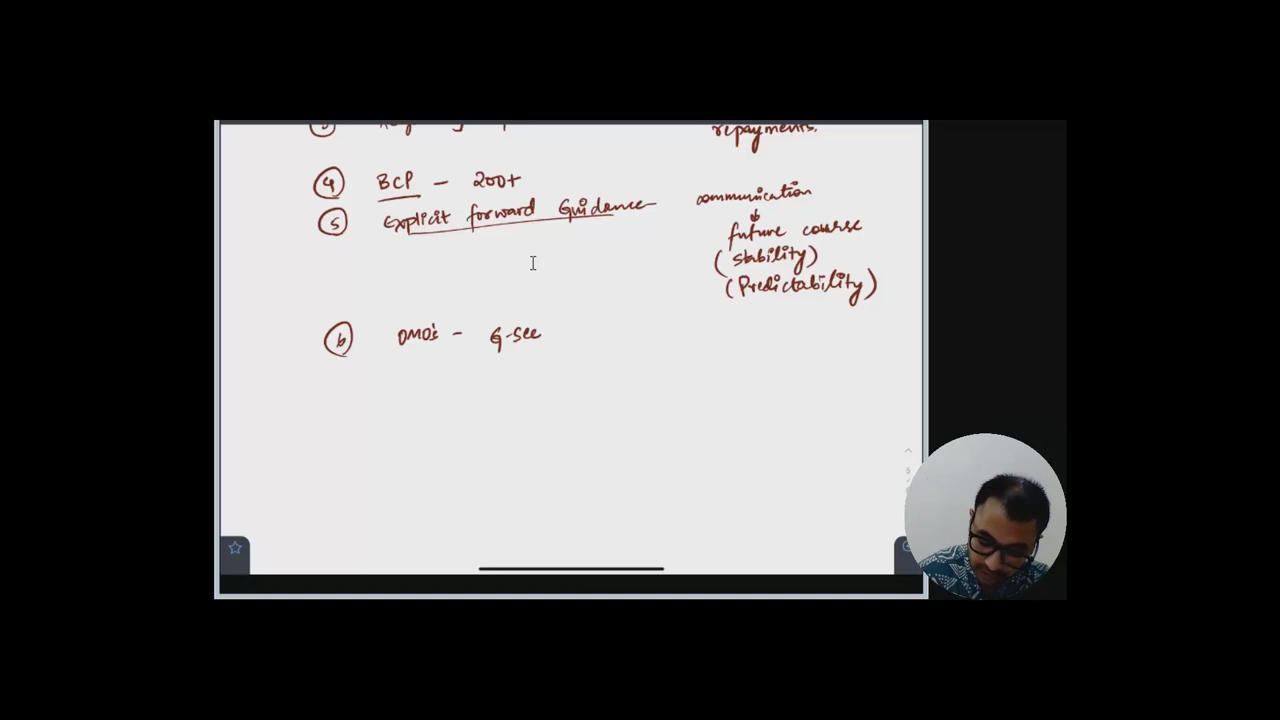 repayments.
④ BCP - 200+
⑤ Explicit forward Guidance
communication
↓
future course
(stability)
(Predictability)
⑥ OMO's - G-sec